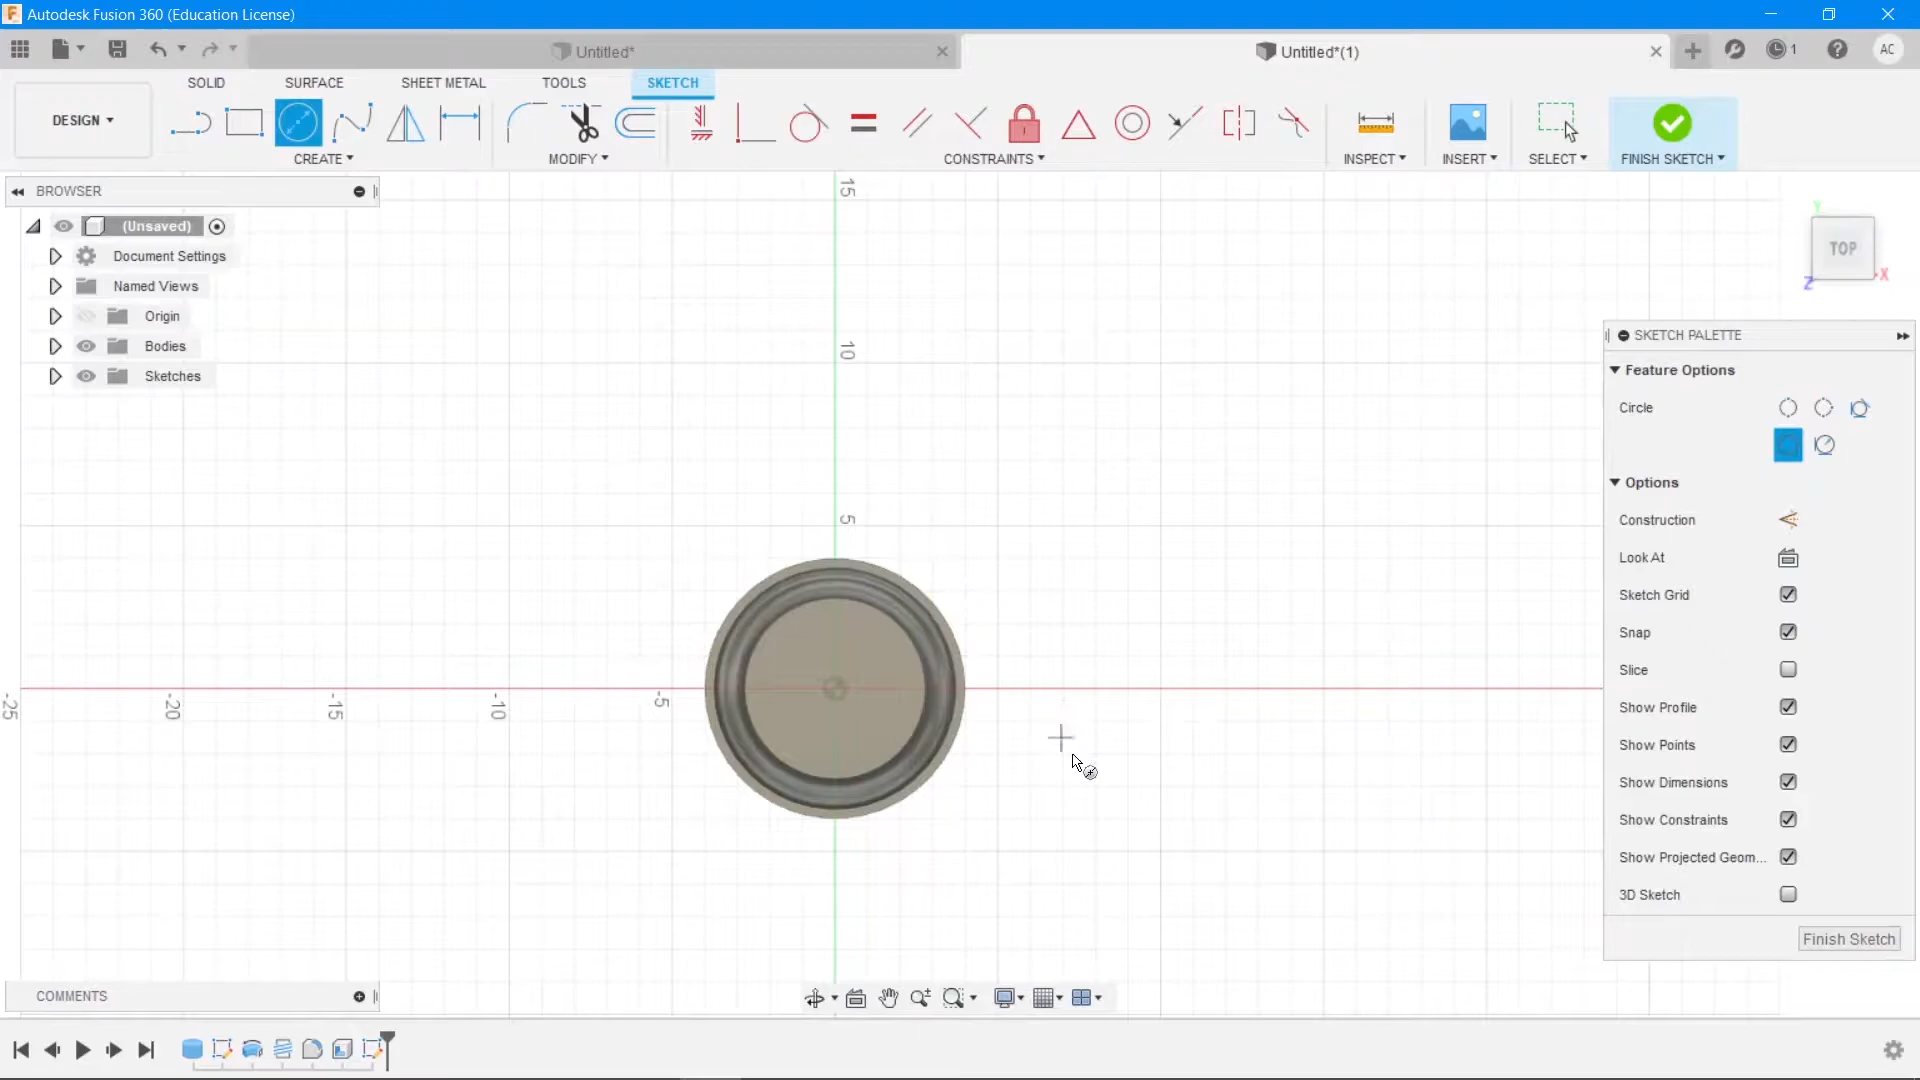 Autodesk Fusion 360 (Education License)
Untitled*
Untitled*(1)
1
AC
SOLID
SURFACE
SHEET METAL
TOOLS
SKETCH
DESIGN
CREATE
MODIFY
CONSTRAINTS
INSPECT
INSERT
SELECT
FINISH SKETCH
BROWSER
(Unsaved)
Document Settings
Named Views
Origin
Bodies
Sketches
15
10
5
-5
-10
-15
-20
-25
Y
TOP
X
Z
SKETCH PALETTE
Feature Options
Circle
Options
Construction
Look At
Sketch Grid
Snap
Slice
Show Profile
Show Points
Show Dimensions
Show Constraints
Show Projected Geom...
3D Sketch
Finish Sketch
COMMENTS